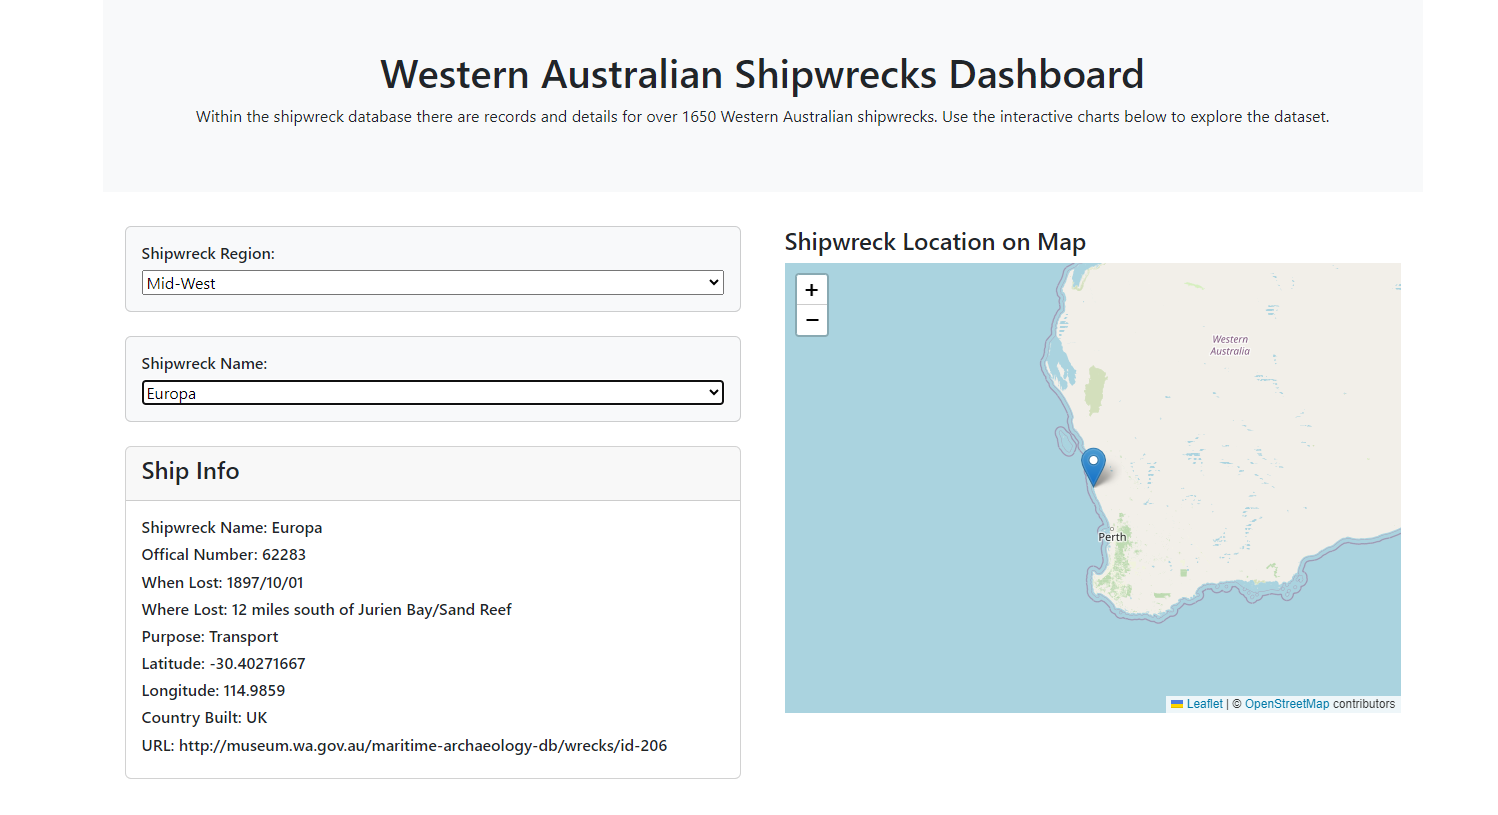 Western Australian Shipwrecks Dashboard
Within the shipwreck database there are records and details for over 1650 Western Australian shipwrecks. Use the interactive charts below to explore the dataset.
Shipwreck Region:
Mid-West
Shipwreck Name:
Europa
Ship Info
Shipwreck Name: Europa
Offical Number: 62283
When Lost: 1897/10/01
Where Lost: 12 miles south of Jurien Bay/Sand Reef
Purpose: Transport
Latitude: -30.40271667
Longitude: 114.9859
Country Built: UK
URL: http://museum.wa.gov.au/maritime-archaeology-db/wrecks/id-206
Shipwreck Location on Map
+
−
Western
Australia
Perth
Leaflet | © OpenStreetMap contributors